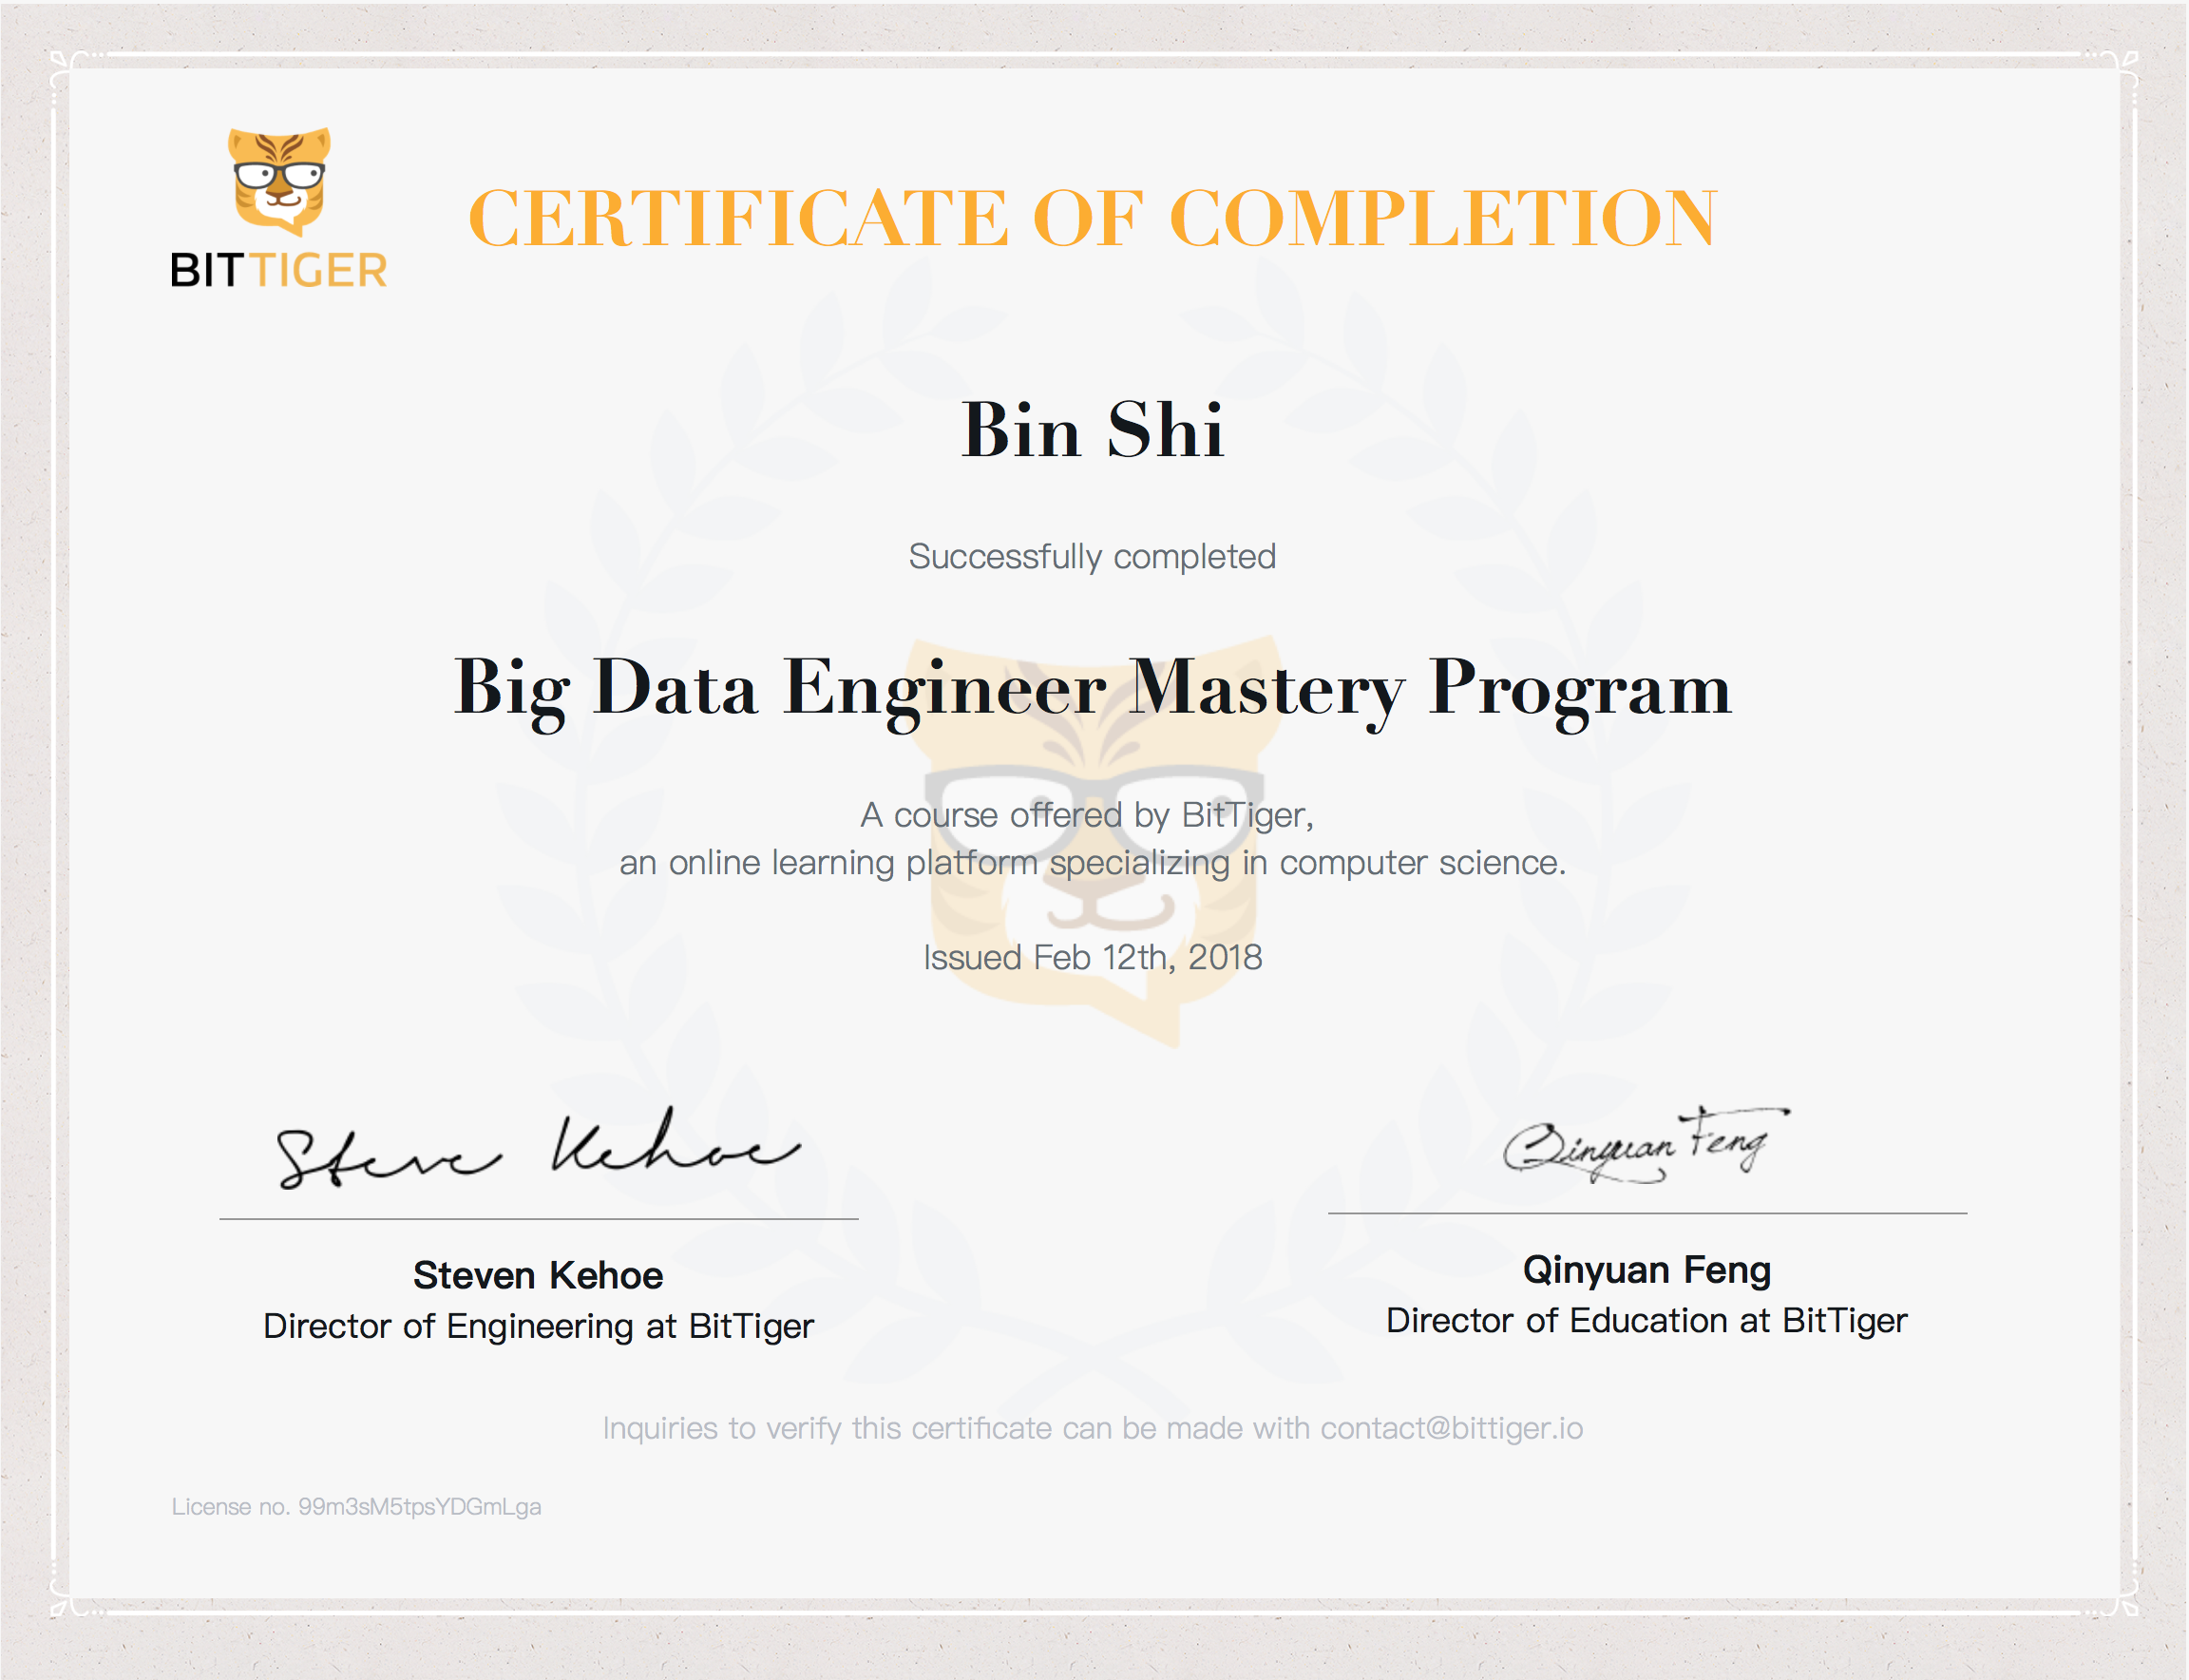 BITTIGER
CERTIFICATE OF COMPLETION
Bin Shi
Successfully completed
Big Data Engineer Mastery Program
A course offered by BitTiger,
an online learning platform specializing in computer science.
Issued Feb 12th, 2018
Steve Kehoe
Steven Kehoe
Director of Engineering at BitTiger
Qinyuan Feng
Qinyuan Feng
Director of Education at BitTiger
Inquiries to verify this certificate can be made with contact@bittiger.io
License no. 99m3sM5tpsYDGmLga